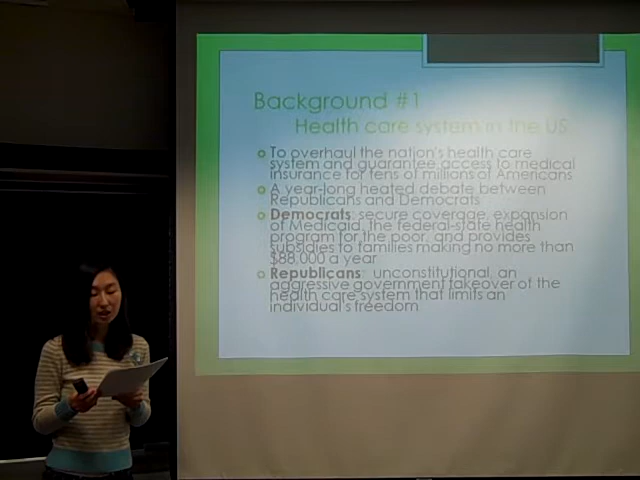 Background #1
Health care system in the US
To overhaul the nation's health care
system and guarantee access to medical
insurance for tens of millions of Americans
A year-long heated debate between
Republicans and Democrats
Democrats: secure coverage, expansion
of Medicaid, the federal-state health
program for the poor, and provides
subsidies to families making no more than
$88,000 a year
Republicans: unconstitutional, an
aggressive government takeover of the
health care system that limits an
individual's freedom